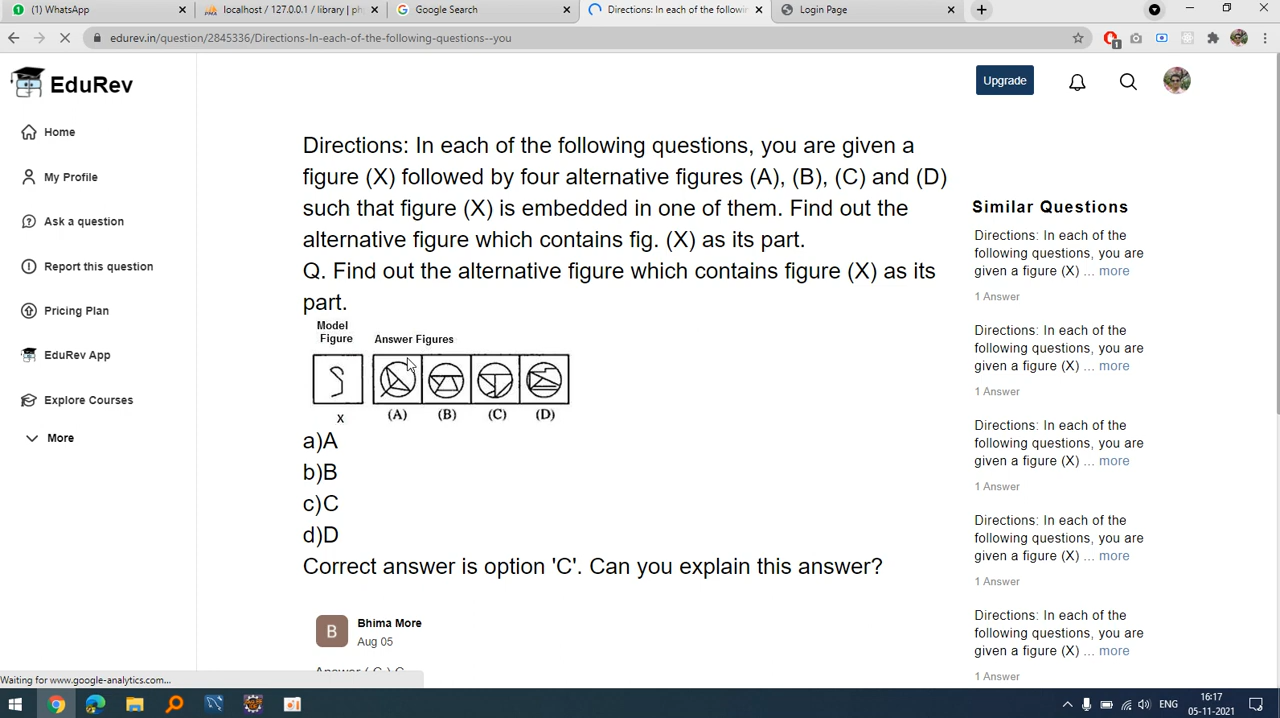 (1) WhatsApp
localhost / 127.0.0.1 / library | ph
Google Search
Directions: In each of the followin
Login Page
edurev.in/question/2845336/Directions-In-each-of-the-following-questions--you
1
EduRev
Upgrade
Home
My Profile
Ask a question
Report this question
Pricing Plan
EduRev App
Explore Courses
More
Directions: In each of the following questions, you are given a
figure (X) followed by four alternative figures (A), (B), (C) and (D)
such that figure (X) is embedded in one of them. Find out the
alternative figure which contains fig. (X) as its part.
Q. Find out the alternative figure which contains figure (X) as its
part.
Model
Figure
Answer Figures
X
(A)
(B)
(C)
(D)
a)A
b)B
c)C
d)D
Correct answer is option 'C'. Can you explain this answer?
B
Bhima More
Aug 05
Similar Questions
Directions: In each of the
following questions, you are
given a figure (X) ... more
1 Answer
Directions: In each of the
following questions, you are
given a figure (X) ... more
1 Answer
Directions: In each of the
following questions, you are
given a figure (X) ... more
1 Answer
Directions: In each of the
following questions, you are
given a figure (X) ... more
1 Answer
Directions: In each of the
following questions, you are
given a figure (X) ... more
1 Answer
Waiting for www.google-analytics.com...
ENG
16:17
05-11-2021